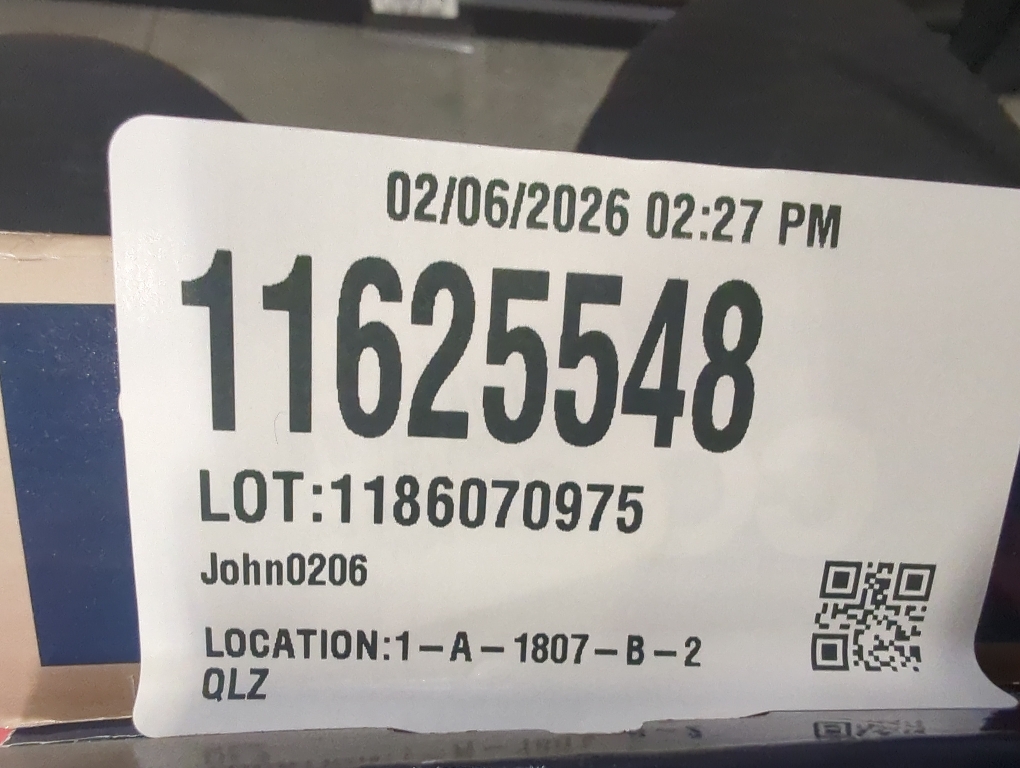 02/06/2026 02:27 PM
11625548
LOT:1186070975
John0206
LOCATION:1-A-1807-B-2
QLZ